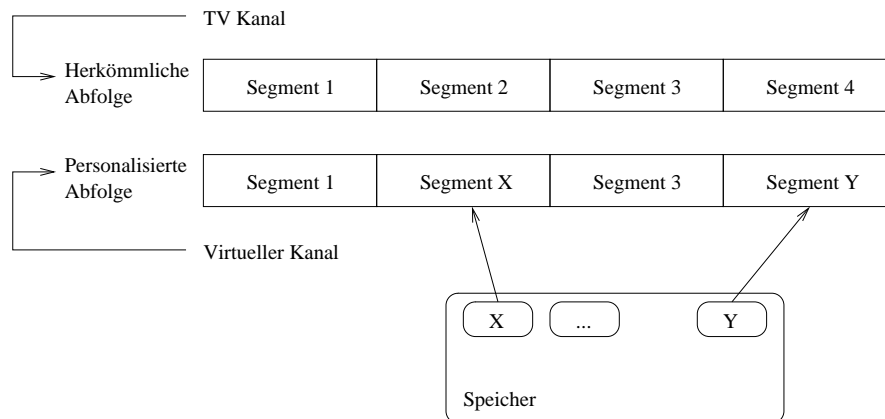 TV Kanal
Herkömmliche
Abfolge
Segment 1
Segment 2
Segment 3
Segment 4
Personalisierte
Abfolge
Segment 1
Segment X
Segment 3
Segment Y
Virtueller Kanal
X
...
Y
Speicher